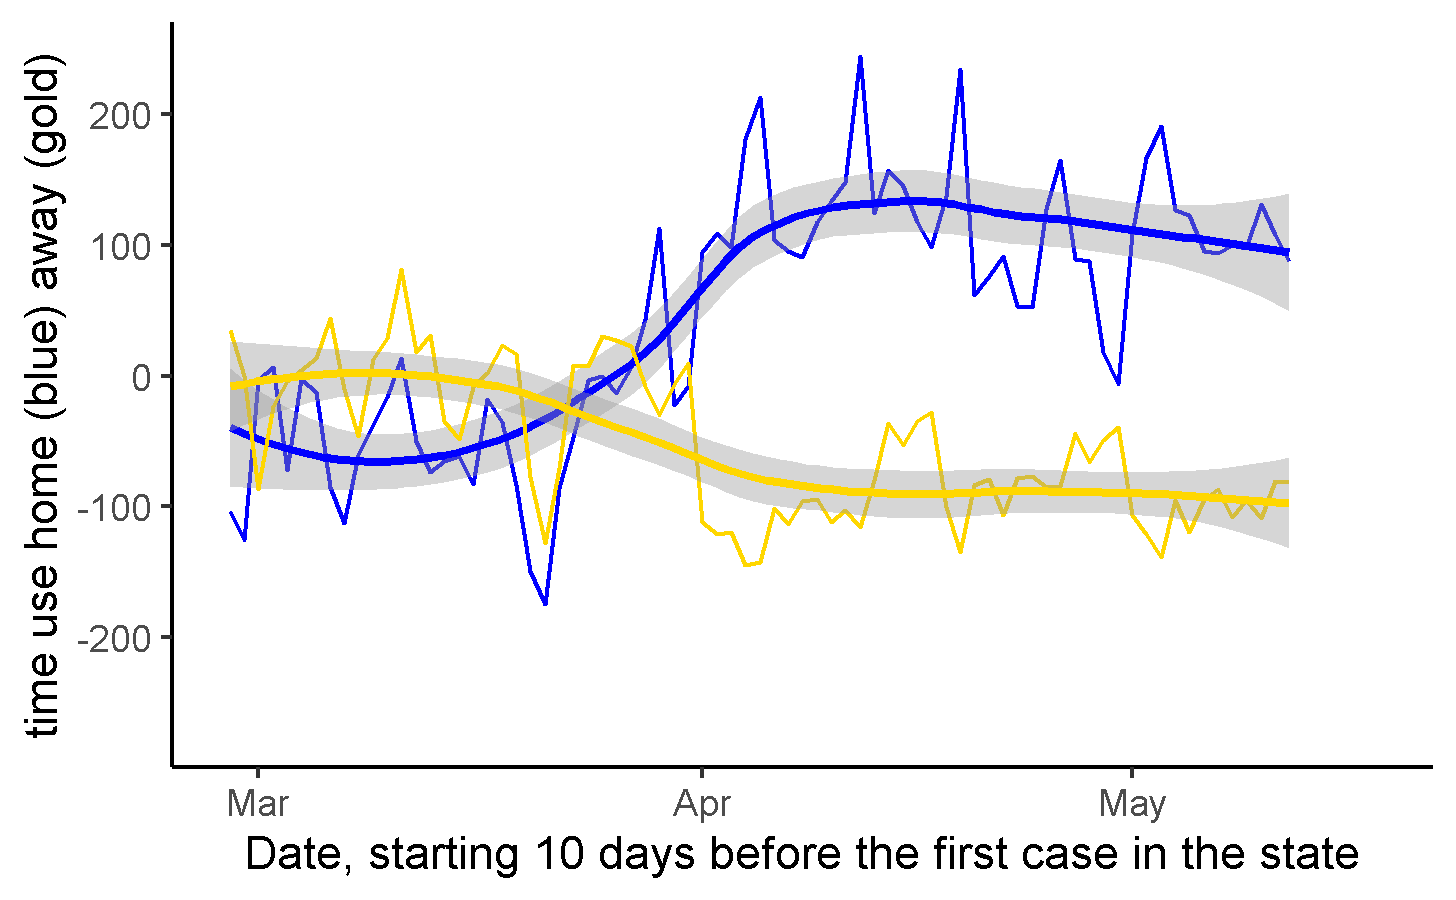 time use home (blue) away (gold)
200
100
0
-100
-200
Mar
Apr
May
Date, starting 10 days before the first case in the state